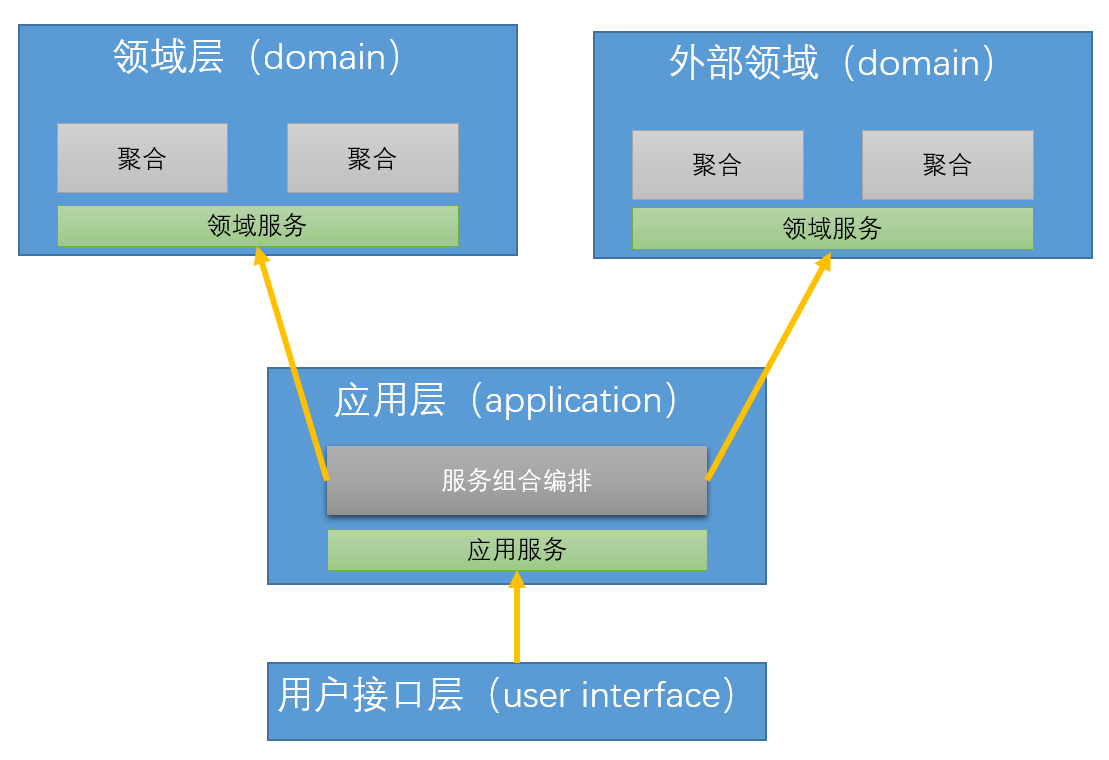 领域层（domain）
聚合
聚合
领域服务
外部领域（domain）
聚合
聚合
领域服务
应用层（application）
服务组合编排
应用服务
用户接口层（user interface）